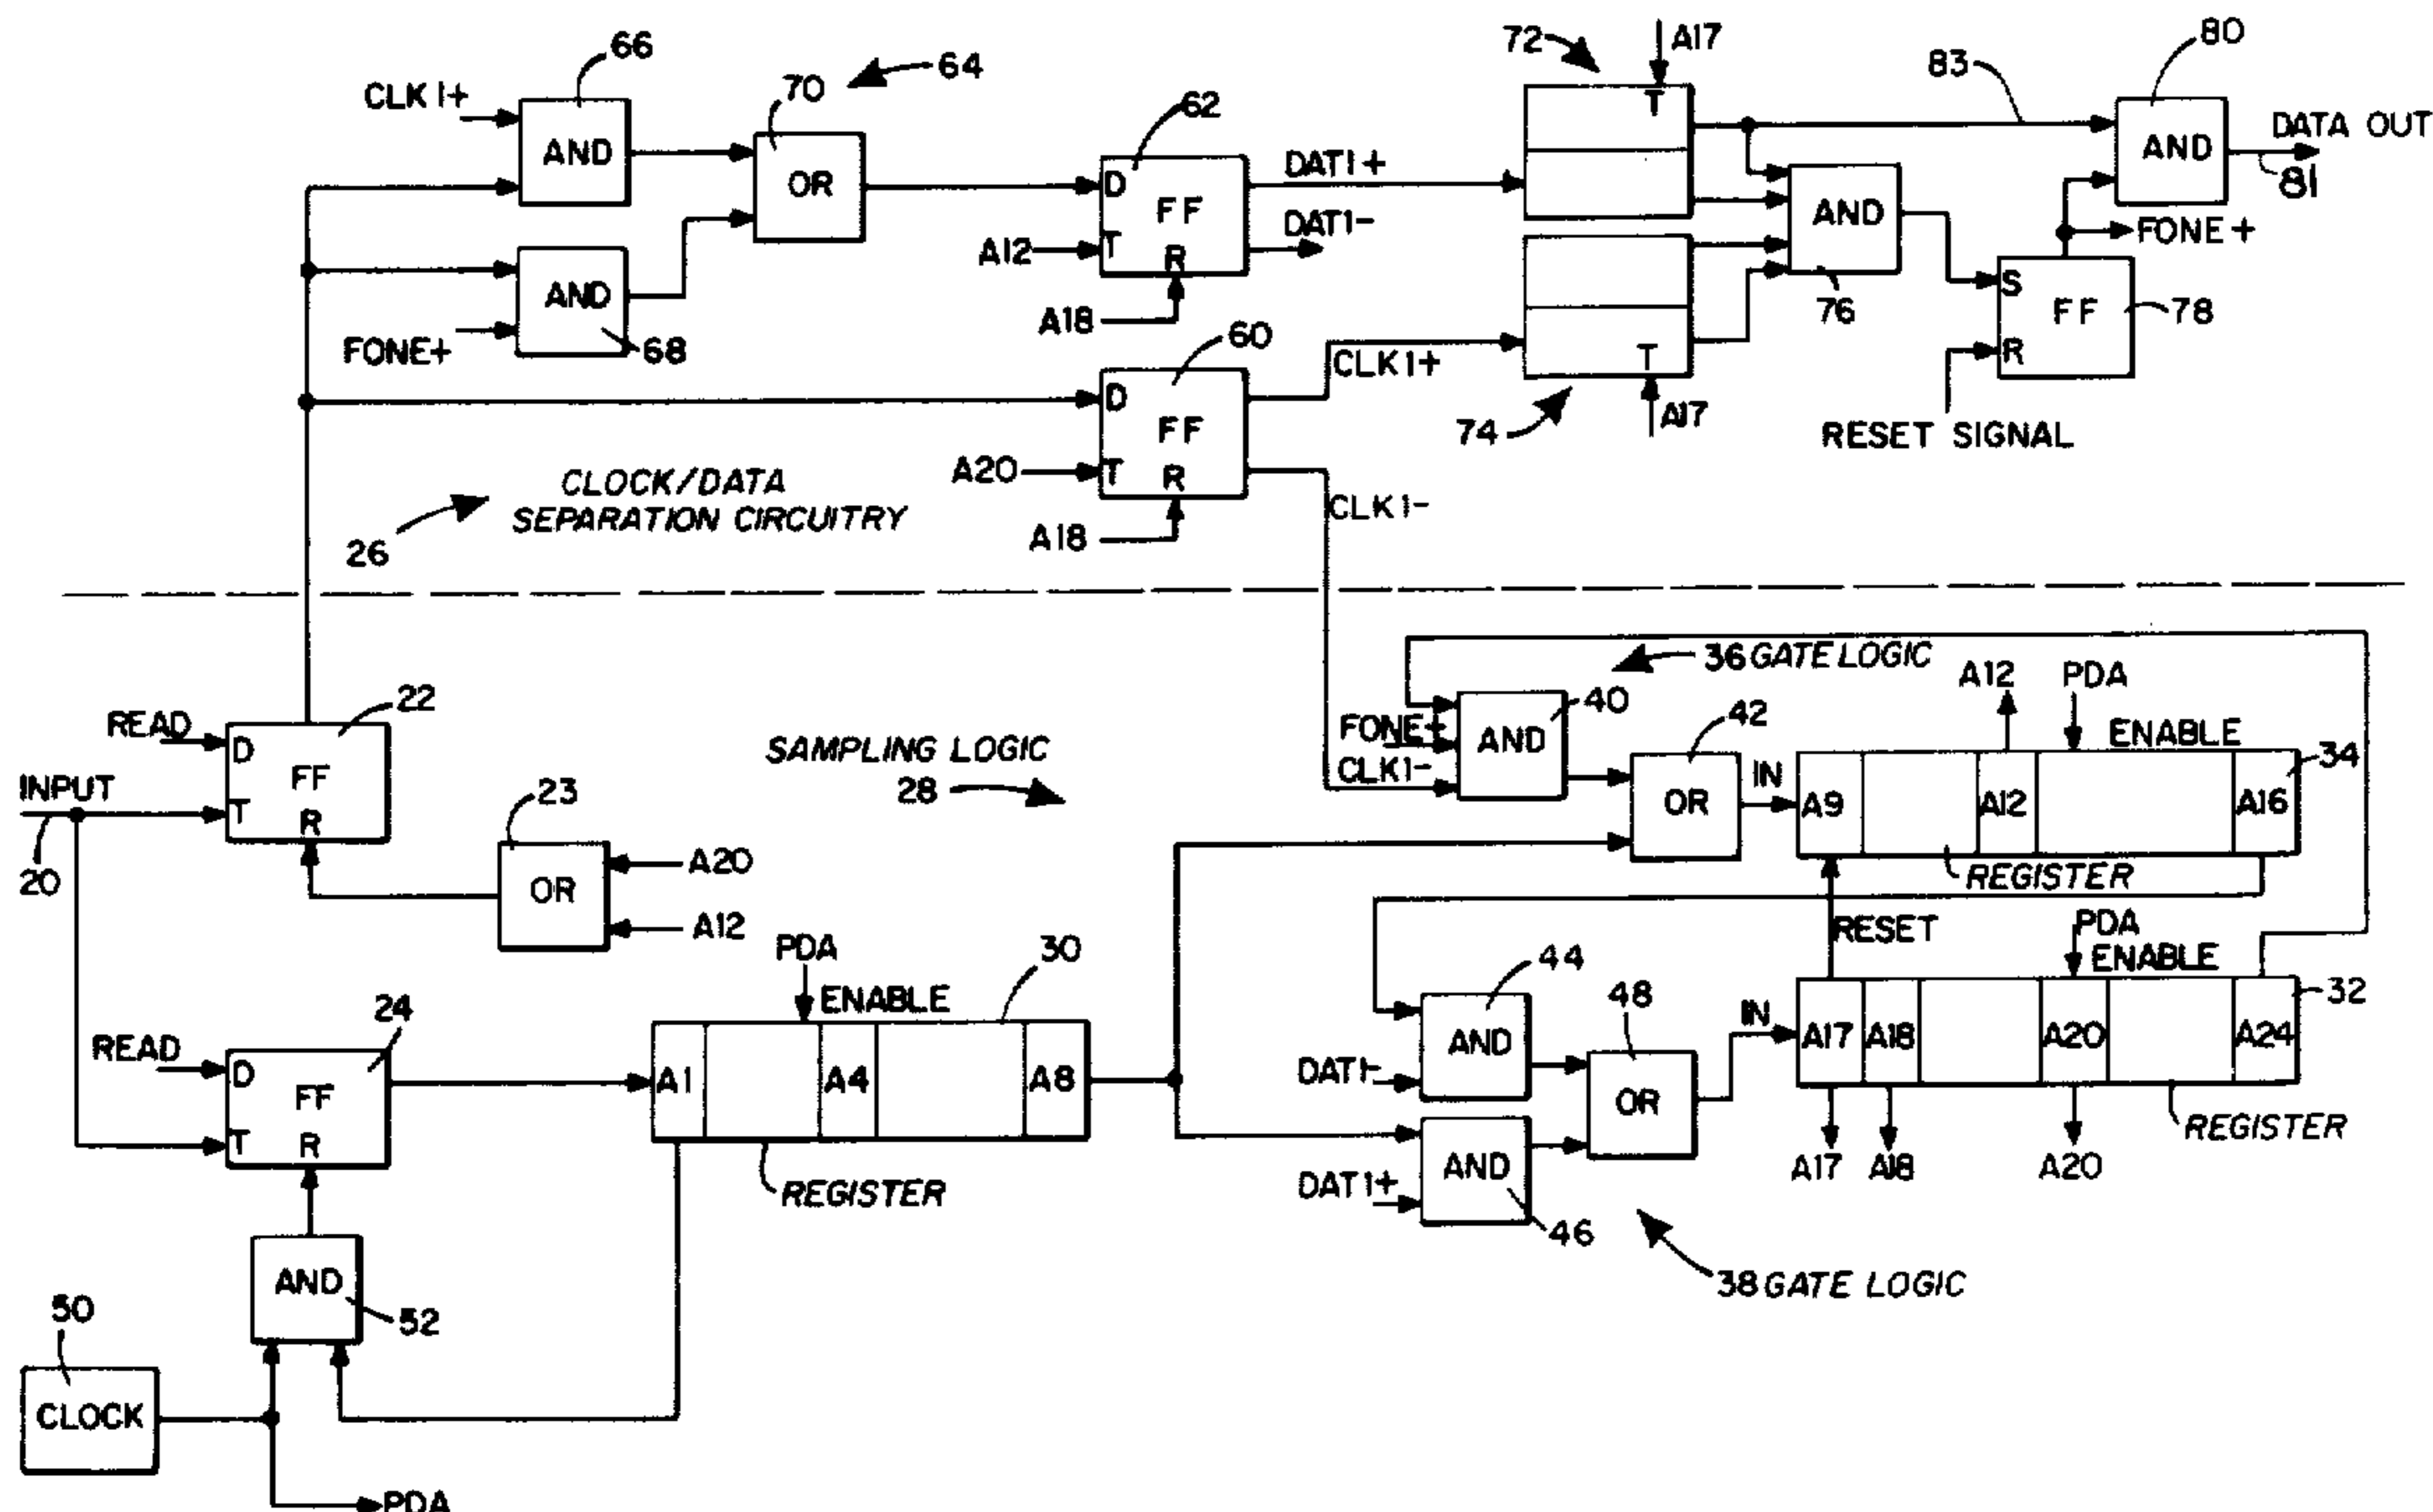 66
CLK 1+
AND
70
64
OR
AND
FONE+
68
62
D
FF
A12
T
R
A18
DAT1+
DAT1-
60
D
FF
A20
T
R
A18
CLK 1+
CLK1-
72
A17
T
83
80
AND
DATA OUT
81
AND
76
FONE +
S
FF
78
R
RESET SIGNAL
T
74
A17
CLOCK/DATA
SEPARATION CIRCUITRY
26
36 GATE LOGIC
A12
PDA
READ
22
D
FF
INPUT
T
R
20
23
OR
A20
A12
SAMPLING LOGIC
28
FONE+
AND
40
CLK1-
42
OR
IN
ENABLE
34
A9
A12
A16
REGISTER
RESET
PDA
ENABLE
PDA
ENABLE
30
24
READ
D
FF
T
R
A1
A4
A8
REGISTER
44
AND
DAT1-
48
OR
AND
DAT1+
46
IN
A17
A18
A20
A24
32
A17
A18
A20
REGISTER
38 GATE LOGIC
AND
52
50
CLOCK
PDA